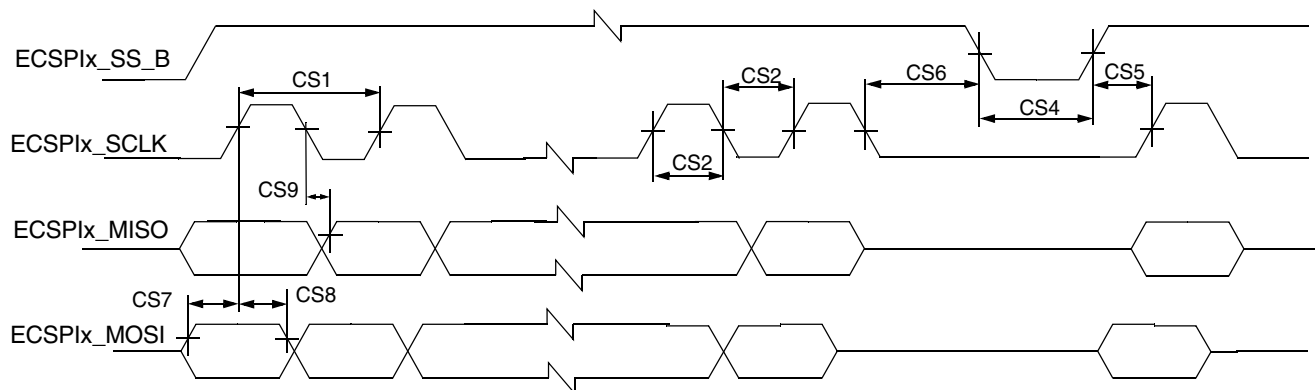 ECSPIx_SS_B
CS1
CS2
CS6
CS5
CS4
ECSPIx_SCLK
CS2
CS9
ECSPIx_MISO
CS7
CS8
ECSPIx_MOSI